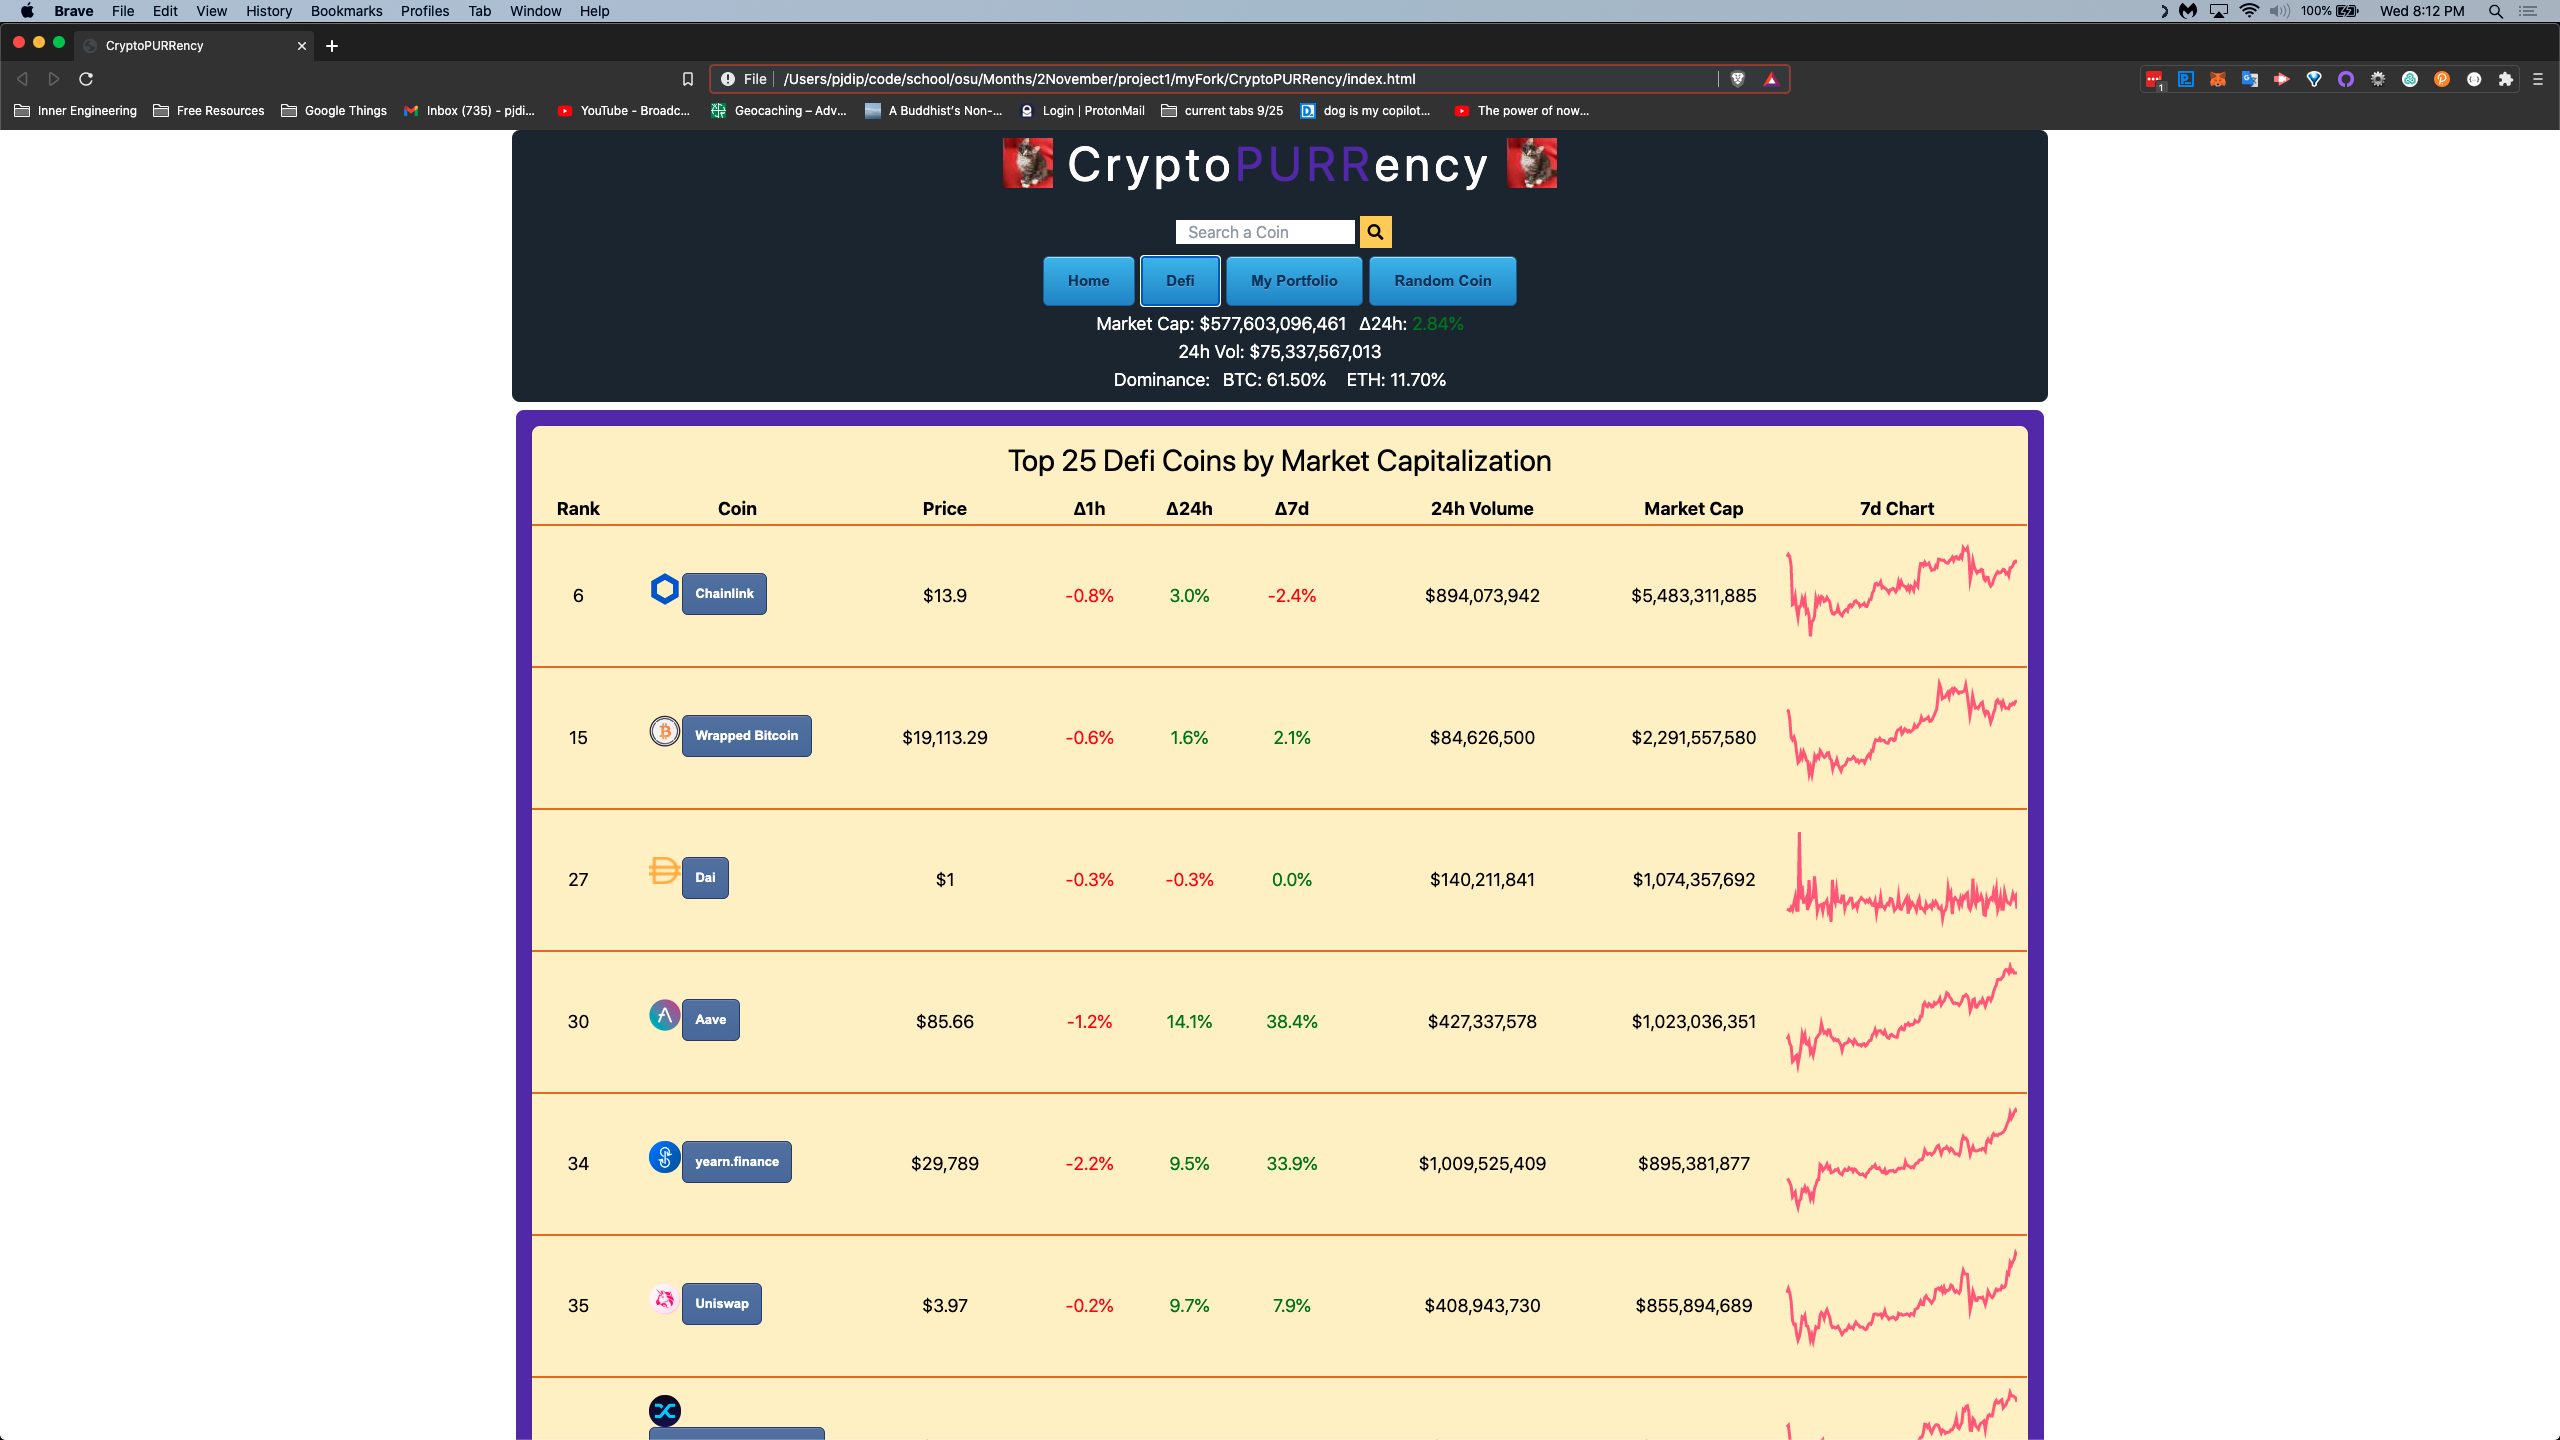 Brave File Edit View History Bookmarks Profiles Tab Window Help 100% Wed 8:12 PM
CryptoPURRency
File /Users/pjdip/code/school/osu/Months/2November/project1/myFork/CryptoPURRency/index.html 1
Inner Engineering Free Resources Google Things Inbox (735) - pjdi... YouTube - Broadc... Geocaching – Adv... A Buddhist's Non-... Login | ProtonMail current tabs 9/25 dog is my copilot... The power of now...
CryptoPURRency
Search a Coin
Home Defi My Portfolio Random Coin
Market Cap: $577,603,096,461 Δ24h: 2.84%
24h Vol: $75,337,567,013
Dominance: BTC: 61.50% ETH: 11.70%
Top 25 Defi Coins by Market Capitalization
Rank Coin Price Δ1h Δ24h Δ7d 24h Volume Market Cap 7d Chart
6 Chainlink $13.9 -0.8% 3.0% -2.4% $894,073,942 $5,483,311,885
15 Wrapped Bitcoin $19,113.29 -0.6% 1.6% 2.1% $84,626,500 $2,291,557,580
27 Dai $1 -0.3% -0.3% 0.0% $140,211,841 $1,074,357,692
30 Aave $85.66 -1.2% 14.1% 38.4% $427,337,578 $1,023,036,351
34 yearn.finance $29,789 -2.2% 9.5% 33.9% $1,009,525,409 $895,381,877
35 Uniswap $3.97 -0.2% 9.7% 7.9% $408,943,730 $855,894,689